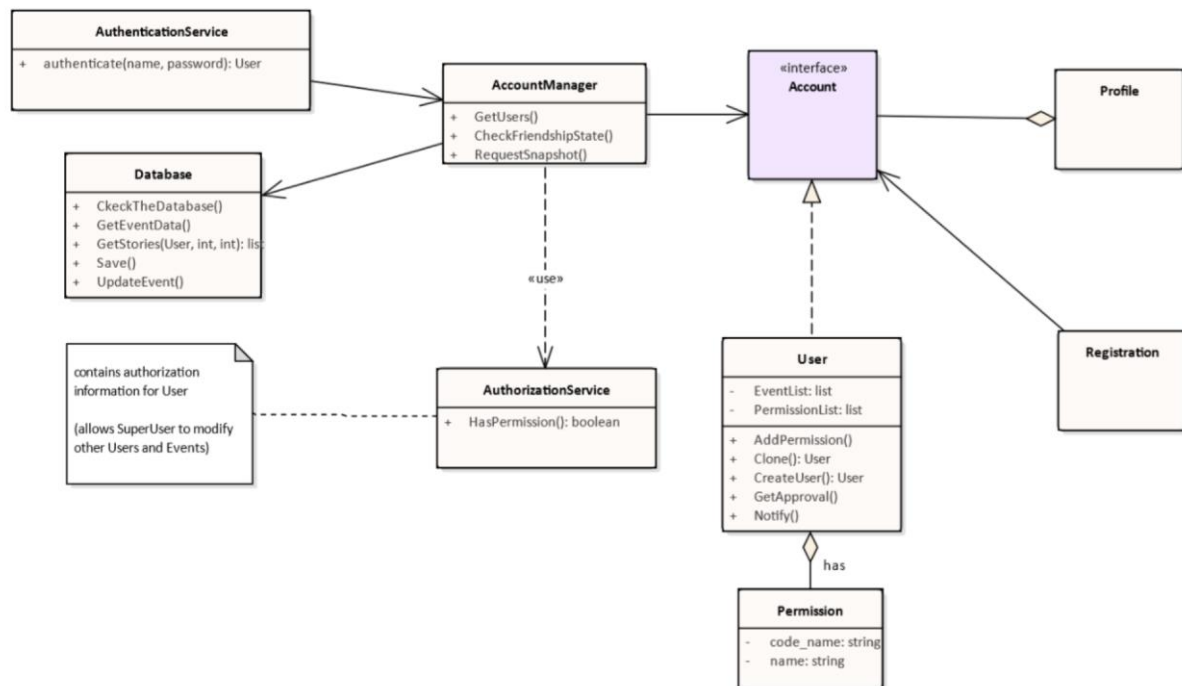 AuthenticationService
+ authenticate(name, password): User
AccountManager
+ GetUsers()
+ CheckFriendshipState()
+ RequestSnapshot()
«interface»
Account
Profile
Database
+ CkeckTheDatabase()
+ GetEventData()
+ GetStories(User, int, int): list
+ Save()
+ UpdateEvent()
«use»
contains authorization
information for User
(allows SuperUser to modify
other Users and Events)
AuthorizationService
+ HasPermission(): boolean
User
- EventList: list
- PermissionList: list
+ AddPermission()
+ Clone(): User
+ CreateUser(): User
+ GetApproval()
+ Notify()
Registration
has
Permission
- code_name: string
- name: string